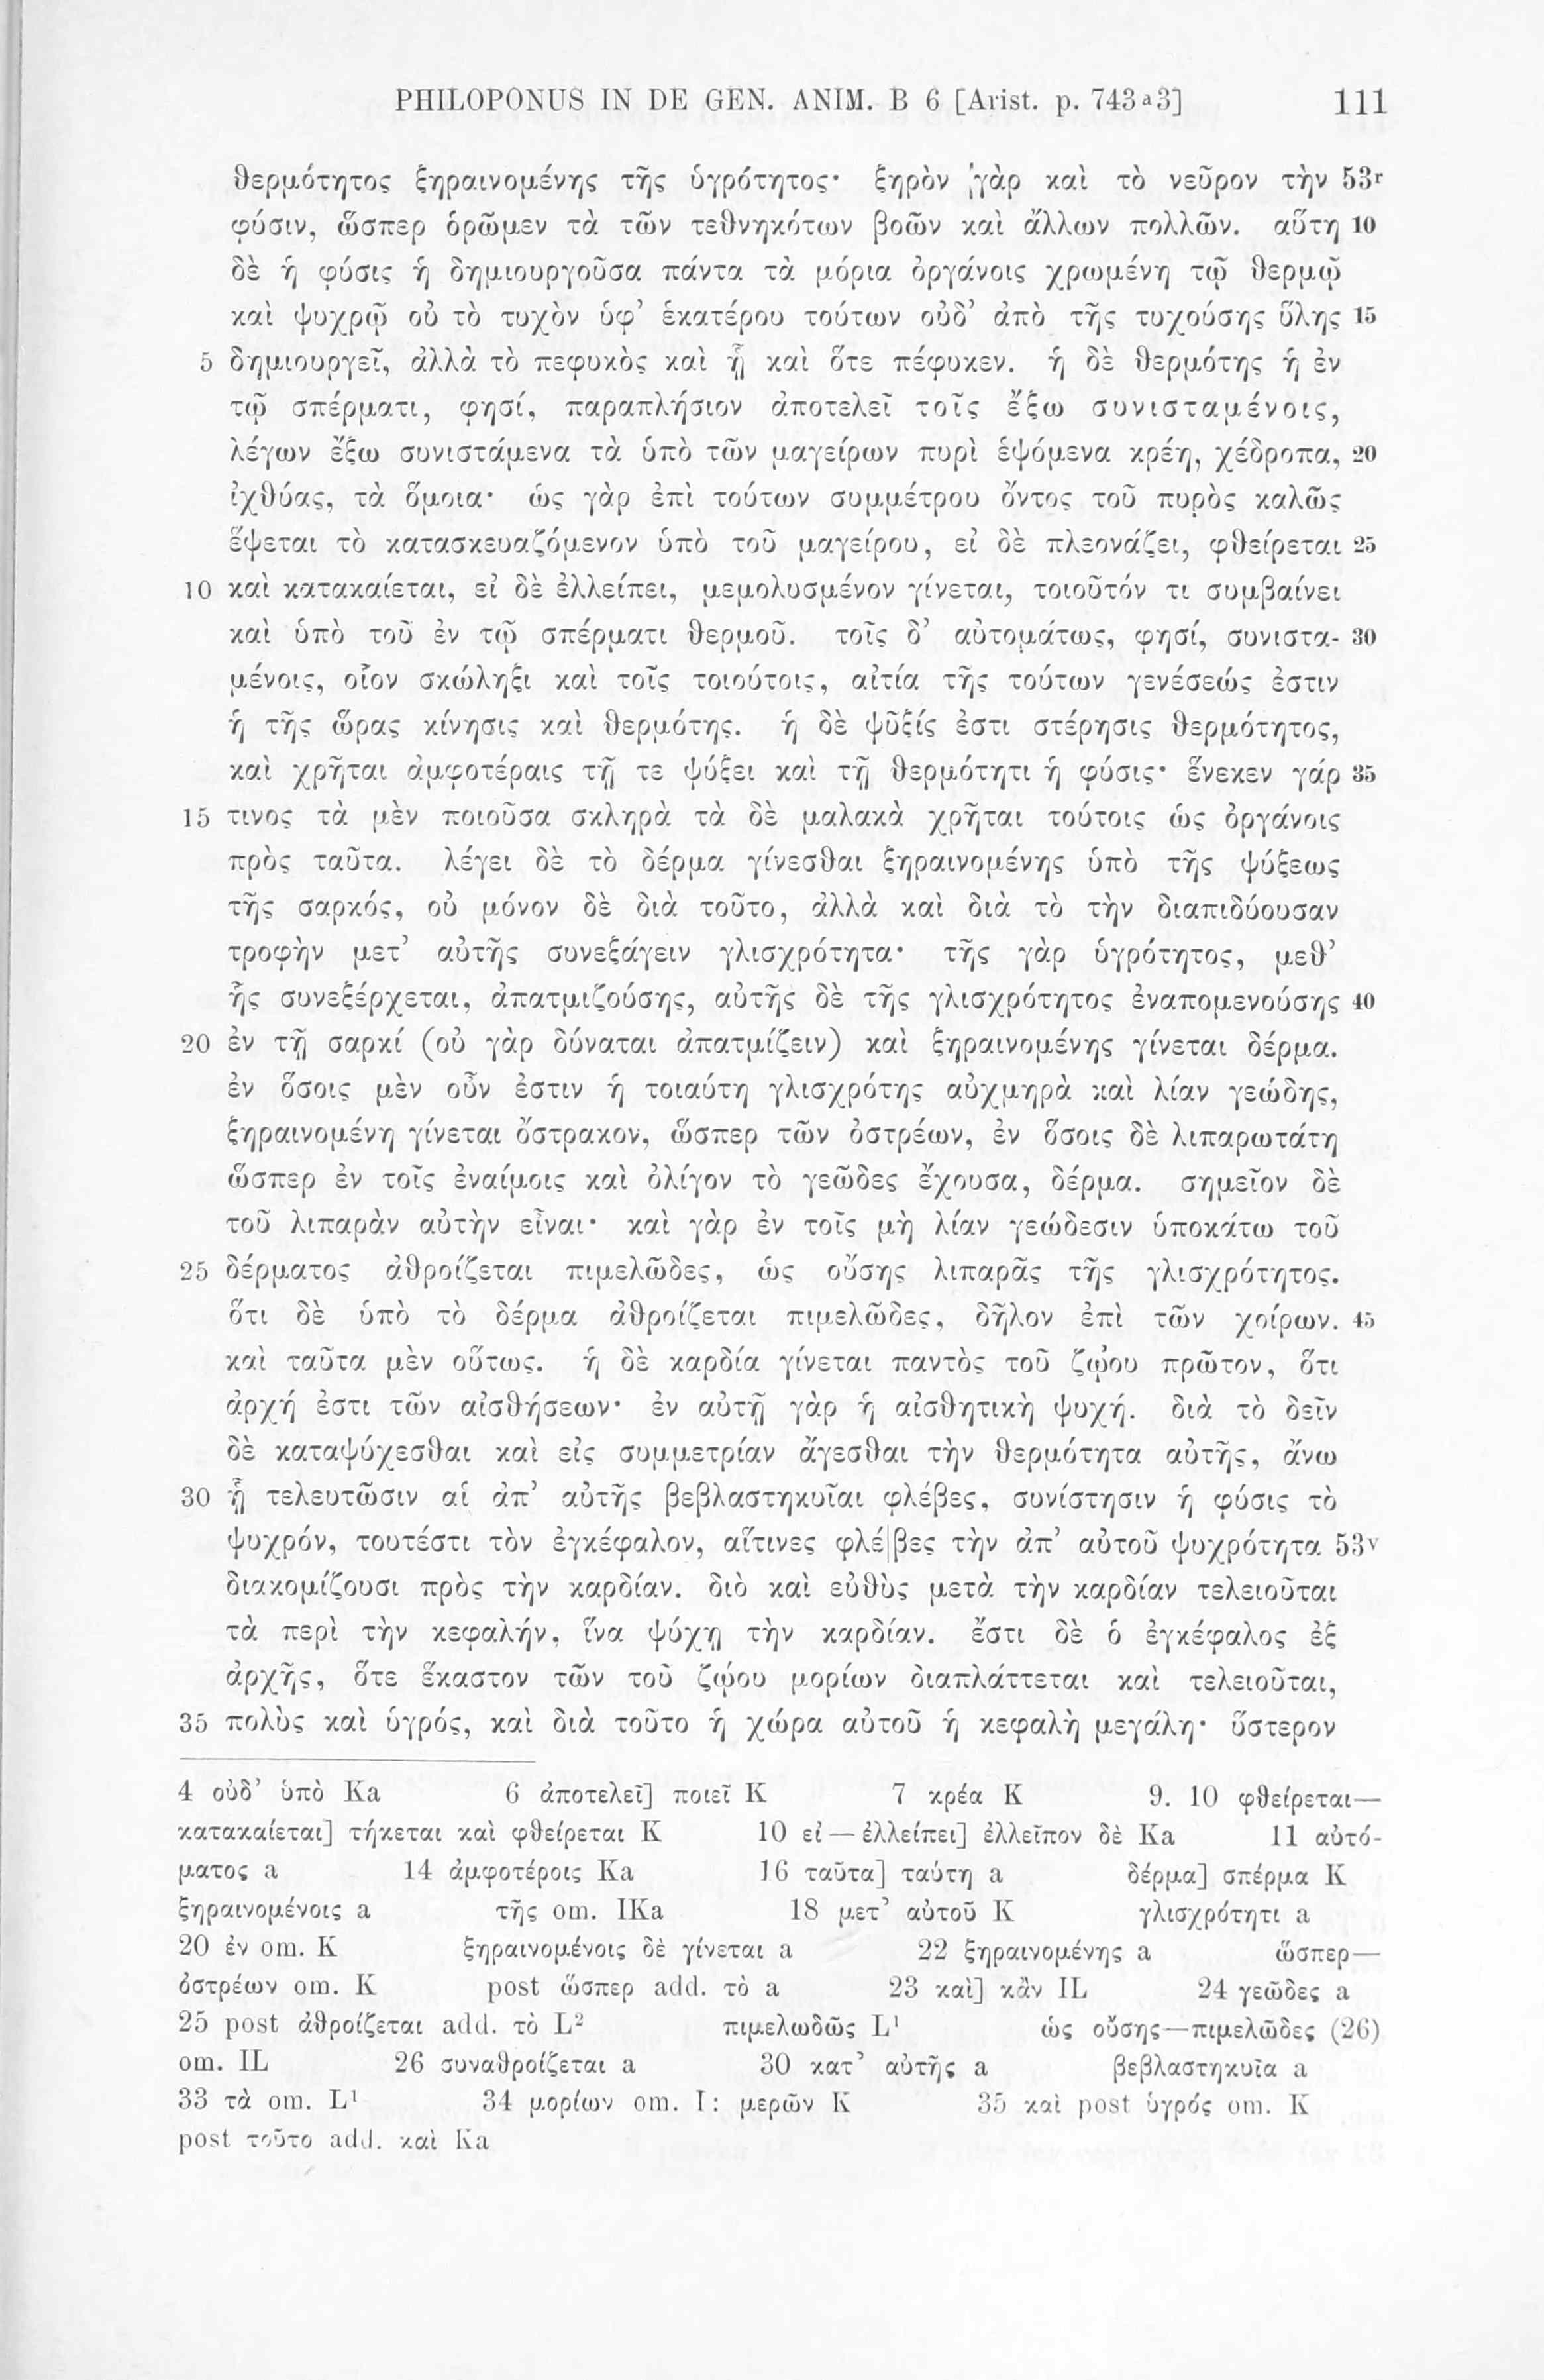 PHILOPONUS IN DE GEN. ANIM. B 6 [Arist. p. 743 a 3] 111
θερμότητος ξηραινομένης τῆς ὑγρότητος· ξηρὸν γὰρ καὶ τὸ νεῦρον τὴν 53r
φύσιν, ὥσπερ ὁρῶμεν τὰ τῶν τεθνηκότων βοῶν καὶ ἄλλων πολλῶν. αὕτη 10
δὲ ἡ φύσις ἡ δημιουργοῦσα πάντα τὰ μόρια ὀργάνοις χρωμένη τῷ θερμῷ
καὶ ψυχρῷ οὐ τὸ τυχὸν ὑφ’ ἑκατέρου τούτων οὐδ’ ἀπὸ τῆς τυχούσης ὕλης 15
5 δημιουργεῖ, ἀλλὰ τὸ πεφυκὸς καὶ ᾗ καὶ ὅτε πέφυκεν. ἡ δὲ θερμότης ἡ ἐν
τῷ σπέρματι, φησί, παραπλήσιον ἀποτελεῖ τοῖς ἔξω συνισταμένοις,
λέγων ἔξω συνιστάμενα τὰ ὑπὸ τῶν μαγείρων πυρὶ ἑψόμενα κρέη, χέδροπα, 20
ἰχθύας, τὰ ὅμοια· ὡς γὰρ ἐπὶ τούτων συμμέτρου ὄντος τοῦ πυρὸς καλῶς
ἕψεται τὸ κατασκευαζόμενον ὑπὸ τοῦ μαγείρου, εἰ δὲ πλεονάζει, φθείρεται 25
10 καὶ κατακαίεται, εἰ δὲ ἐλλείπει, μεμολυσμένον γίνεται, τοιοῦτόν τι συμβαίνει
καὶ ὑπὸ τοῦ ἐν τῷ σπέρματι θερμοῦ. τοῖς δ’ αὐτομάτως, φησί, συνιστα- 30
μένοις, οἷον σκώληξι καὶ τοῖς τοιούτοις, αἰτία τῆς τούτων γενέσεώς ἐστιν
ἡ τῆς ὥρας κίνησις καὶ θερμότης. ἡ δὲ ψῦξίς ἐστι στέρησις θερμότητος,
καὶ χρῆται ἀμφοτέραις τῇ τε ψύξει καὶ τῇ θερμότητι ἡ φύσις· ἕνεκεν γάρ 35
15 τινος τὰ μὲν ποιοῦσα σκληρὰ τὰ δὲ μαλακὰ χρῆται τούτοις ὡς ὀργάνοις
πρὸς ταῦτα. λέγει δὲ τὸ δέρμα γίνεσθαι ξηραινομένης ὑπὸ τῆς ψύξεως
τῆς σαρκός, οὐ μόνον δὲ διὰ τοῦτο, ἀλλὰ καὶ διὰ τὸ τὴν διαπιδύουσαν
τροφὴν μετ’ αὐτῆς συνεξάγειν γλισχρότητα· τῆς γὰρ ὑγρότητος, μεθ’
ἧς συνεξέρχεται, ἀπατμιζούσης, αὐτῆς δὲ τῆς γλισχρότητος ἐναπομενούσης 40
20 ἐν τῇ σαρκί (οὐ γὰρ δύναται ἀπατμίζειν) καὶ ξηραινομένης γίνεται δέρμα.
ἐν ὅσοις μὲν οὖν ἐστιν ἡ τοιαύτη γλισχρότης αὐχμηρὰ καὶ λίαν γεώδης,
ξηραινομένη γίνεται ὄστρακον, ὥσπερ τῶν ὀστρέων, ἐν ὅσοις δὲ λιπαρωτάτη
ὥσπερ ἐν τοῖς ἐναίμοις καὶ ὀλίγον τὸ γεῶδες ἔχουσα, δέρμα. σημεῖον δὲ
τοῦ λιπαρὰν αὐτὴν εἶναι· καὶ γὰρ ἐν τοῖς μὴ λίαν γεώδεσιν ὑποκάτω τοῦ
25 δέρματος ἀθροίζεται πιμελῶδες, ὡς οὔσης λιπαρᾶς τῆς γλισχρότητος.
ὅτι δὲ ὑπὸ τὸ δέρμα ἀθροίζεται πιμελῶδες, δῆλον ἐπὶ τῶν χοίρων. 45
καὶ ταῦτα μὲν οὕτως. ἡ δὲ καρδία γίνεται παντὸς τοῦ ζῴου πρῶτον, ὅτι
ἀρχή ἐστι τῶν αἰσθήσεων· ἐν αὐτῇ γὰρ ἡ αἰσθητικὴ ψυχή. διὰ τὸ δεῖν
δὲ καταψύχεσθαι καὶ εἰς συμμετρίαν ἄγεσθαι τὴν θερμότητα αὐτῆς, ἄνω
30 ᾗ τελευτῶσιν αἱ ἀπ’ αὐτῆς βεβλαστηκυῖαι φλέβες, συνίστησιν ἡ φύσις τὸ
ψυχρόν, τουτέστι τὸν ἐγκέφαλον, αἵτινες φλέ|βες τὴν ἀπ’ αὐτοῦ ψυχρότητα 53v
διακομίζουσι πρὸς τὴν καρδίαν. διὸ καὶ εὐθὺς μετὰ τὴν καρδίαν τελειοῦται
τὰ περὶ τὴν κεφαλήν, ἵνα ψύχῃ τὴν καρδίαν. ἔστι δὲ ὁ ἐγκέφαλος ἐξ
ἀρχῆς, ὅτε ἕκαστον τῶν τοῦ ζῴου μορίων διαπλάττεται καὶ τελειοῦται,
35 πολὺς καὶ ὑγρός, καὶ διὰ τοῦτο ἡ χώρα αὐτοῦ ἡ κεφαλὴ μεγάλη· ὕστερον
4 οὐδ’ ὑπὸ Ka 6 ἀποτελεῖ] ποιεῖ K 7 κρέα K 9. 10 φθείρεται—
κατακαίεται] τήκεται καὶ φθείρεται K 10 εἰ — ἐλλείπει] ἐλλεῖπον δὲ Ka 11 αὐτό-
ματος a 14 ἀμφοτέροις Ka 16 ταῦτα] ταύτη a δέρμα] σπέρμα K
ξηραινομένοις a τῆς om. IKa 18 μετ’ αὐτοῦ K γλισχρότητι a
20 ἐν om. K ξηραινομένοις δὲ γίνεται a 22 ξηραινομένης a ὥσπερ—
ὀστρέων om. K post ὥσπερ add. τὸ a 23 καὶ] κἂν IL 24 γεῶδες a
25 post ἀθροίζεται add. τὸ L² πιμελωδῶς L¹ ὡς οὔσης—πιμελῶδες (26)
om. IL 26 συναθροίζεται a 30 κατ’ αὐτῆς a βεβλαστηκυῖα a
33 τὰ om. L¹ 34 μορίων om. I: μερῶν K 35 καὶ post ὑγρός om. K
post τοῦτο add. καὶ Ka